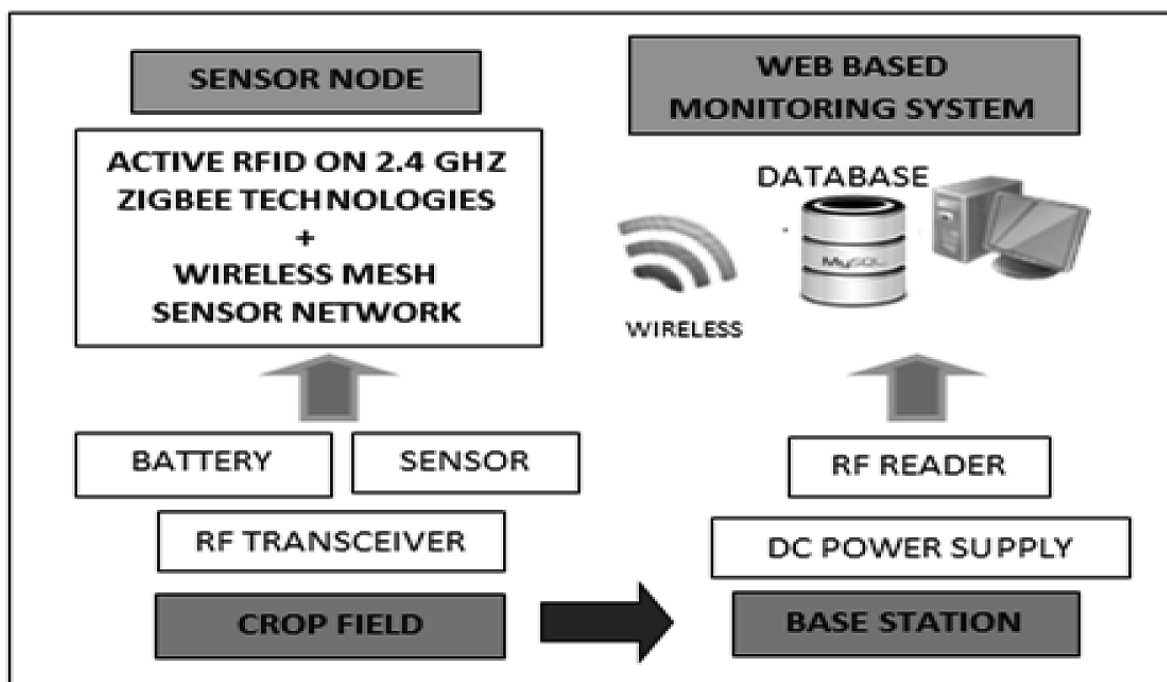 SENSOR NODE
ACTIVE RFID ON 2.4 GHZ
ZIGBEE TECHNOLOGIES
+
WIRELESS MESH
SENSOR NETWORK
BATTERY
SENSOR
RF TRANSCEIVER
CROP FIELD
WEB BASED
MONITORING SYSTEM
DATABASE
MySQL
WIRELESS
RF READER
DC POWER SUPPLY
BASE STATION